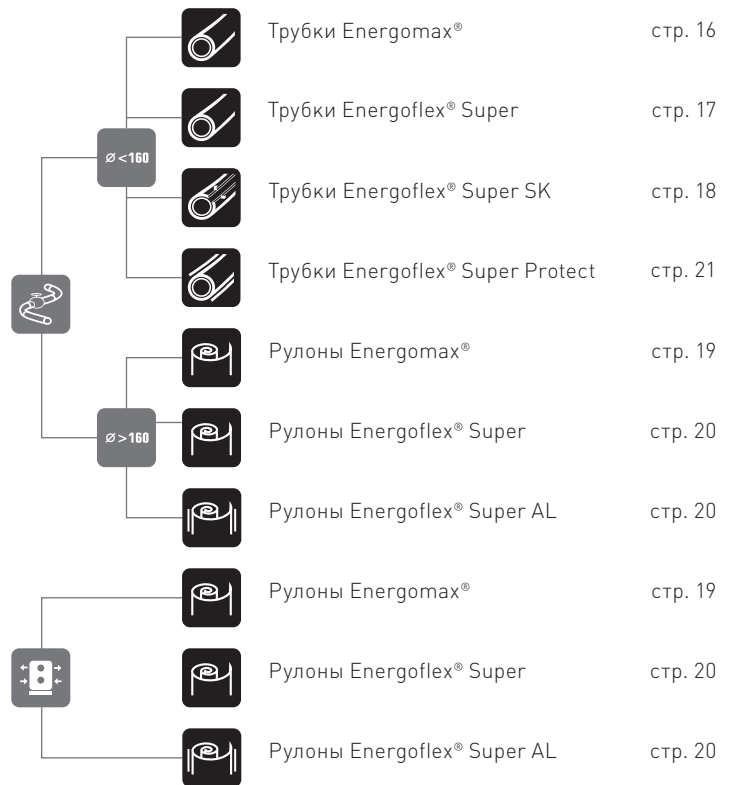 Трубки Energomax® стр. 16
Трубки Energoflex® Super стр. 17
ø<160
Трубки Energoflex® Super SK стр. 18
Трубки Energoflex® Super Protect стр. 21
Рулоны Energomax® стр. 19
ø>160
Рулоны Energoflex® Super стр. 20
Рулоны Energoflex® Super AL стр. 20
Рулоны Energomax® стр. 19
Рулоны Energoflex® Super стр. 20
Рулоны Energoflex® Super AL стр. 20